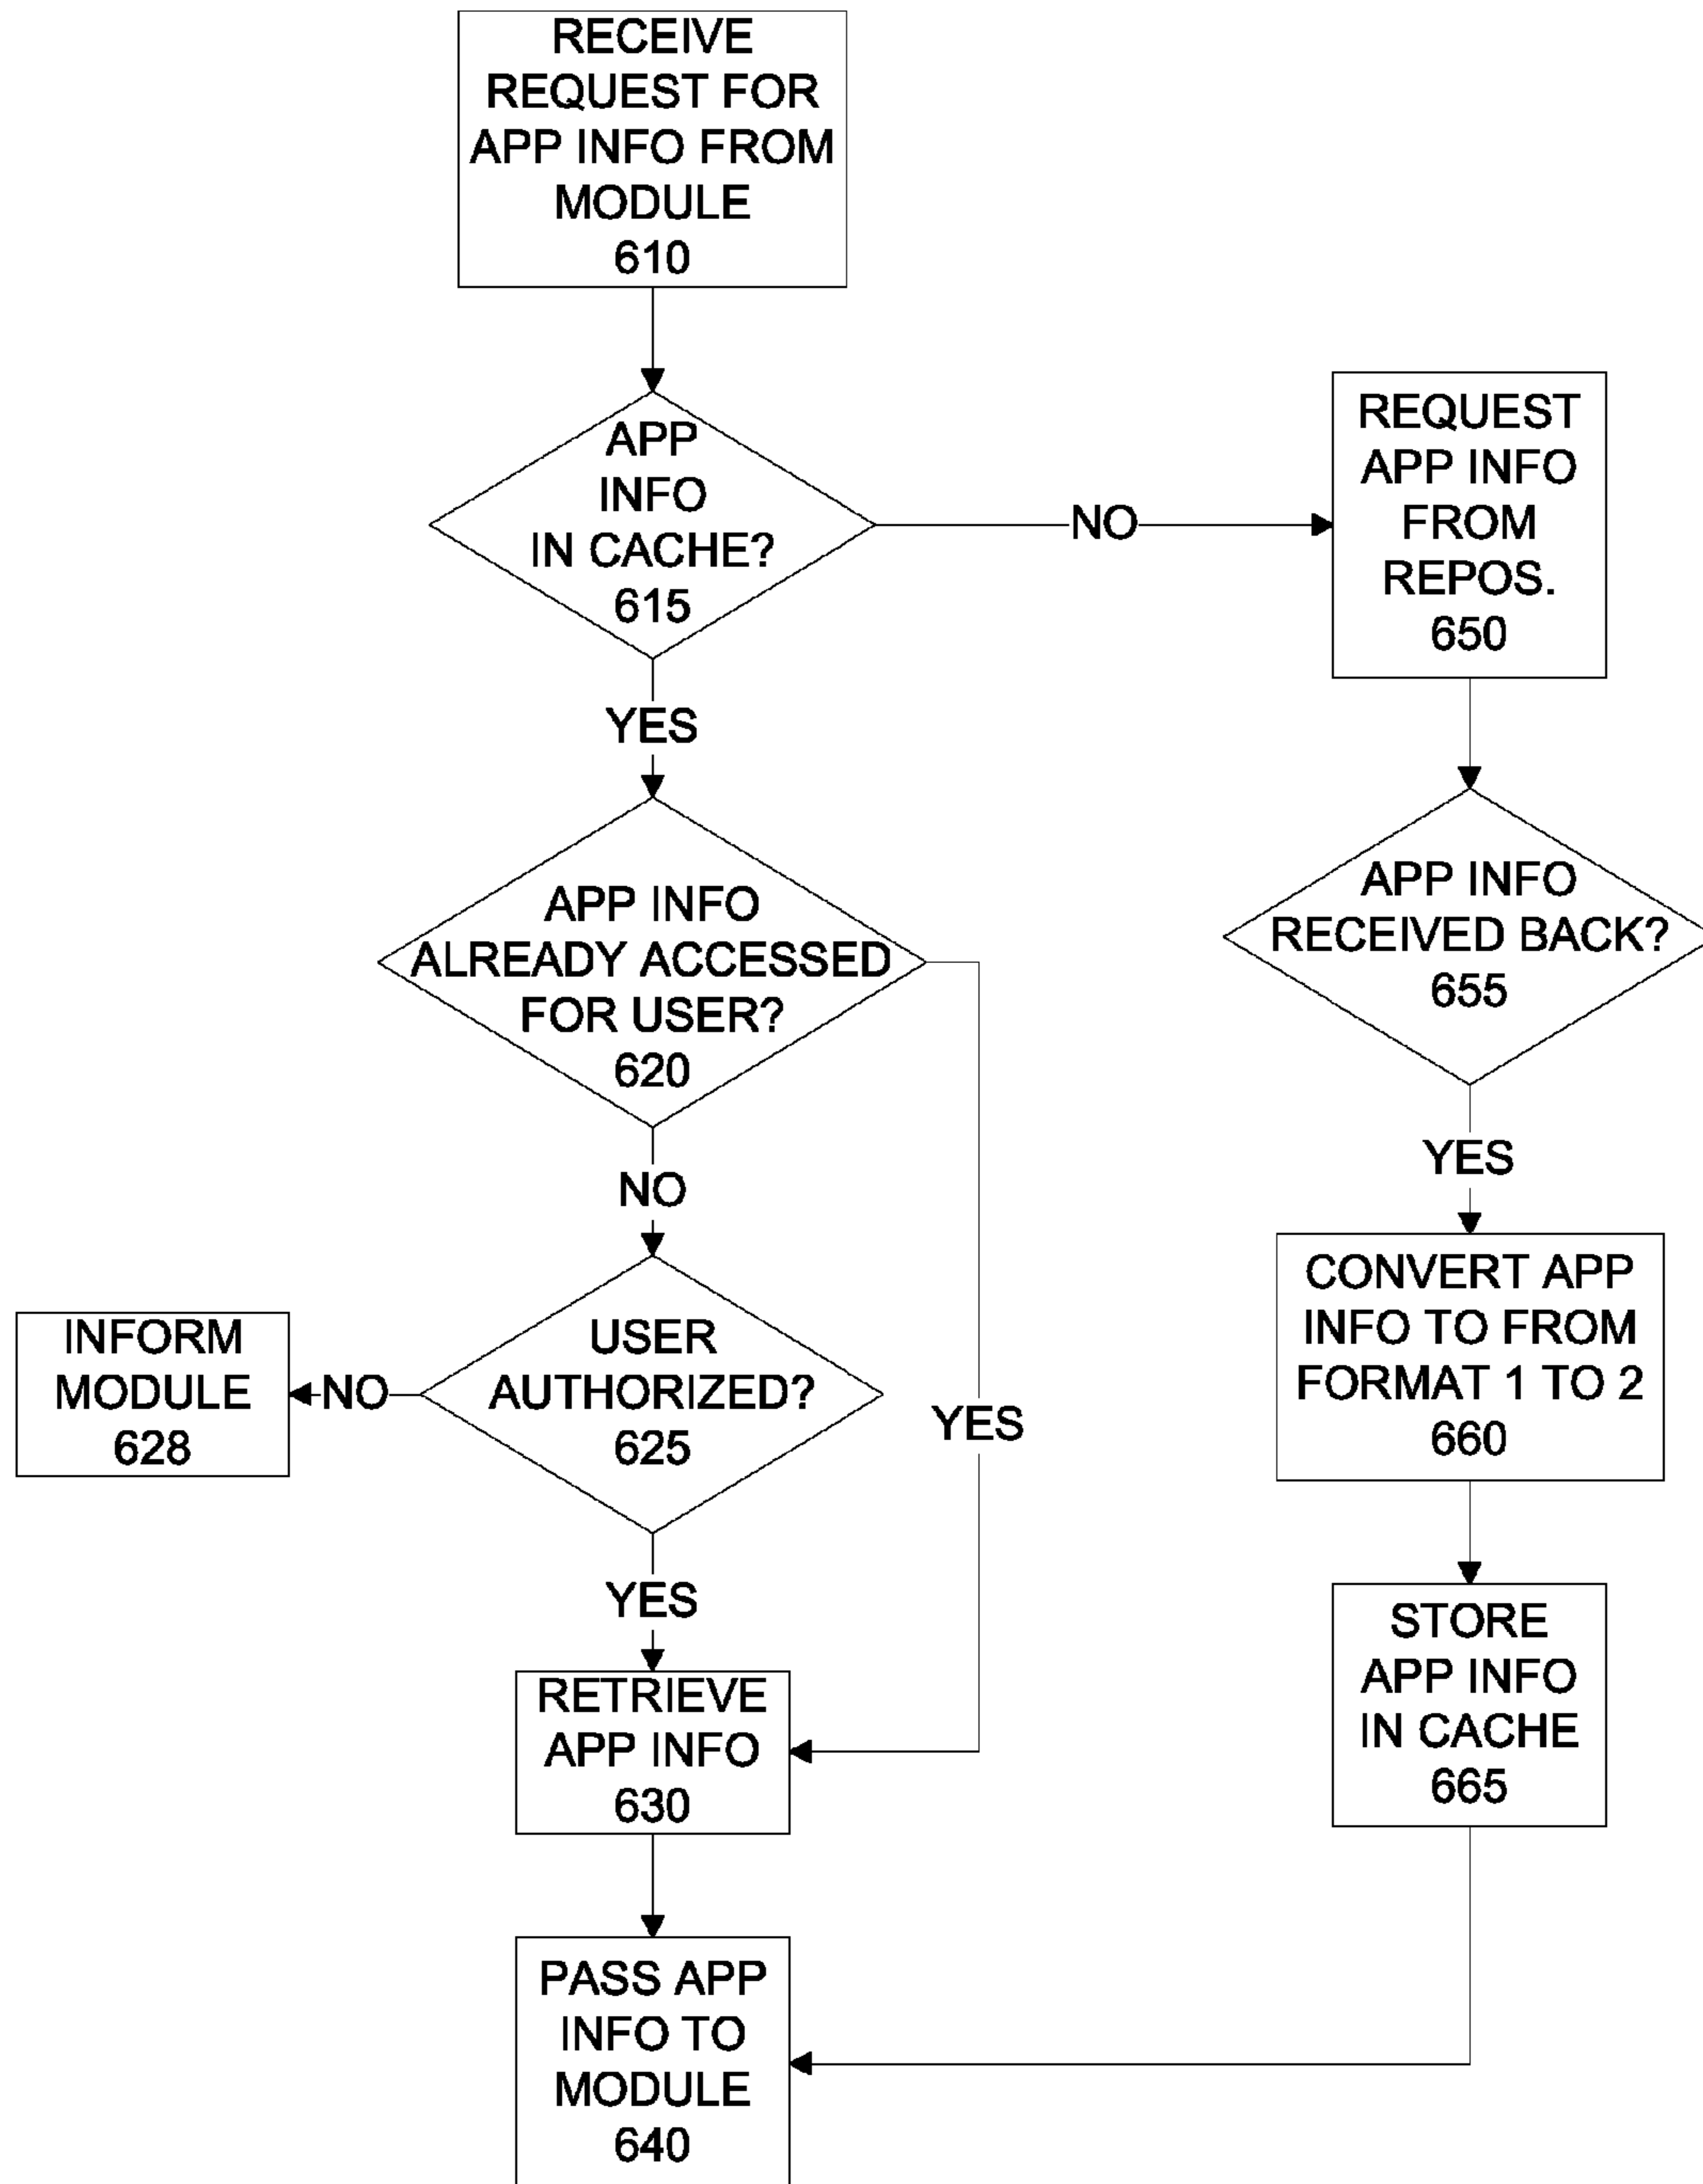 RECEIVE
REQUEST FOR
APP INFO FROM
MODULE
610
APP
INFO
IN CACHE?
615
NO
REQUEST
APP INFO
FROM
REPOS.
650
YES
APP INFO
ALREADY ACCESSED
FOR USER?
620
APP INFO
RECEIVED BACK?
655
NO
YES
YES
INFORM
MODULE
628
NO
USER
AUTHORIZED?
625
CONVERT APP
INFO TO FROM
FORMAT 1 TO 2
660
YES
RETRIEVE
APP INFO
630
STORE
APP INFO
IN CACHE
665
PASS APP
INFO TO
MODULE
640